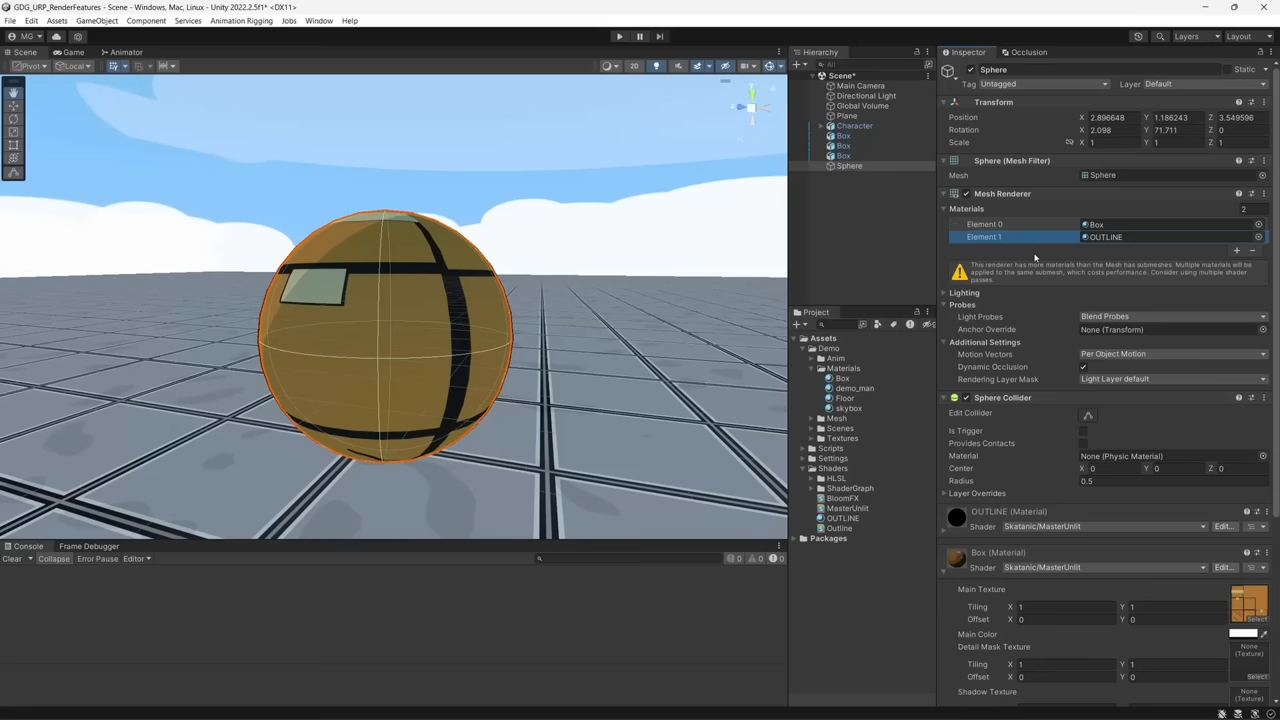 GDG_URP_RenderFeatures - Scene - Windows, Mac, Linux - Unity 2022.2.5f1* <DX11>
File Edit Assets GameObject Component Services Animation Rigging Jobs Window Help
MG
Layers Layout
Scene Game Animator
Pivot Local 2D
Hierarchy
All
Scene*
Main Camera
Directional Light
Global Volume
Plane
Character
Box
Box
Box
Sphere
Project
Assets
Demo
Anim
Materials
Box
demo_man
Floor
skybox
Mesh
Scenes
Textures
Scripts
Settings
Shaders
HLSL
ShaderGraph
BloomFX
MasterUnlit
OUTLINE
Outline
Packages
Inspector Occlusion
Sphere Static
Tag Untagged Layer Default
Transform
Position X 2.896648 Y 1.186243 Z 3.549596
Rotation X 2.098 Y 71.711 Z 0
Scale X 1 Y 1 Z 1
Sphere (Mesh Filter)
Mesh Sphere
Mesh Renderer
Materials 2
Element 0 Box
Element 1 OUTLINE
This renderer has more materials than the Mesh has submeshes. Multiple materials will be
applied to the same submesh, which costs performance. Consider using multiple shader
passes.
Lighting
Probes
Light Probes Blend Probes
Anchor Override None (Transform)
Additional Settings
Motion Vectors Per Object Motion
Dynamic Occlusion
Rendering Layer Mask Light Layer default
Sphere Collider
Edit Collider
Is Trigger
Provides Contacts
Material None (Physic Material)
Center X 0 Y 0 Z 0
Radius 0.5
Layer Overrides
OUTLINE (Material)
Shader Skatanic/MasterUnlit Edit...
Box (Material)
Shader Skatanic/MasterUnlit Edit...
Main Texture
Tiling X 1 Y 1
Offset X 0 Y 0
Select
Main Color
Detail Mask Texture
None
(Texture)
Tiling X 1 Y 1
Offset X 0 Y 0
Select
Shadow Texture
None
(Texture)
Console Frame Debugger
Clear Collapse Error Pause Editor
0 0 0